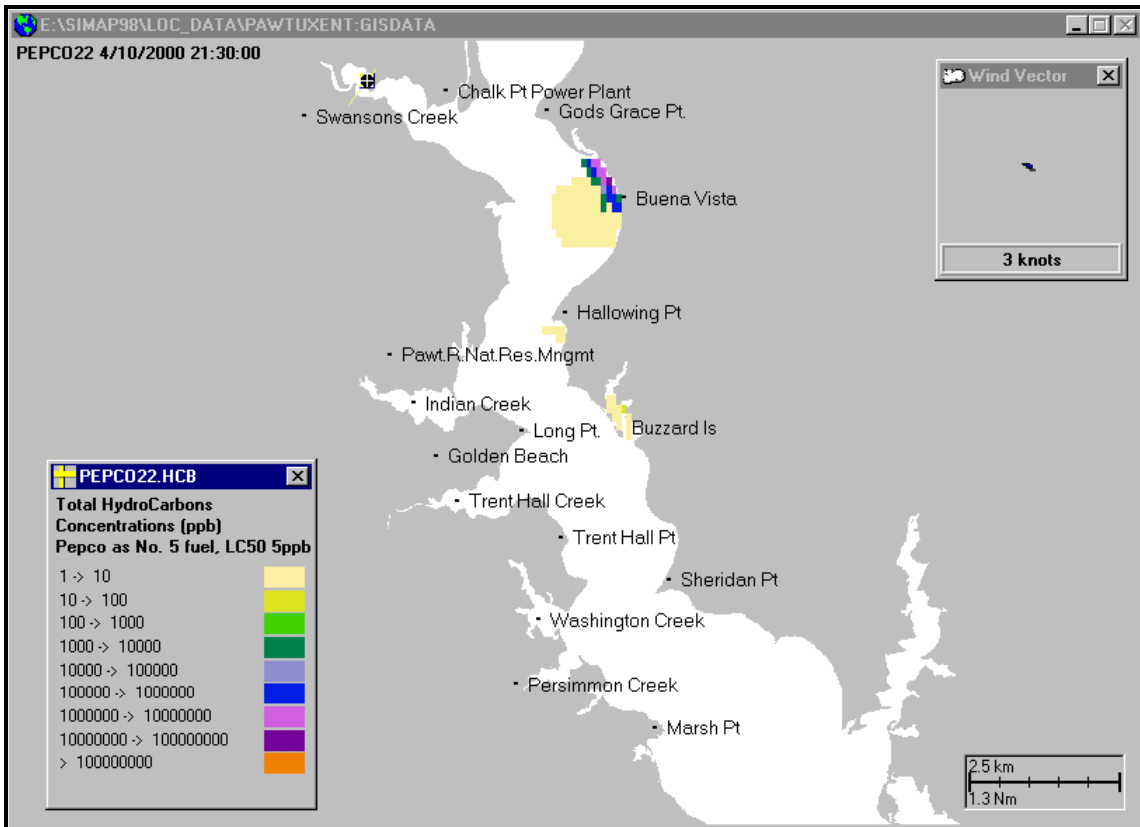 E:\SIMAP98\LOC_DATA\PAWTUXENT:GISDATA
PEPCO22 4/10/2000 21:30:00
Wind Vector
3 knots
Chalk Pt Power Plant
Gods Grace Pt.
Swansons Creek
Buena Vista
Hallowing Pt
Pawt.R.Nat.Res.Mngmt
Indian Creek
Long Pt.
Buzzard Is
Golden Beach
Trent Hall Creek
Trent Hall Pt
Sheridan Pt
Washington Creek
Persimmon Creek
Marsh Pt
PEPCO22.HCB
Total HydroCarbons
Concentrations (ppb)
Pepco as No. 5 fuel, LC50 5ppb
1 -> 10
10 -> 100
100 -> 1000
1000 -> 10000
10000 -> 100000
100000 -> 1000000
1000000 -> 10000000
10000000 -> 100000000
> 100000000
2.5 km
1.3 Nm